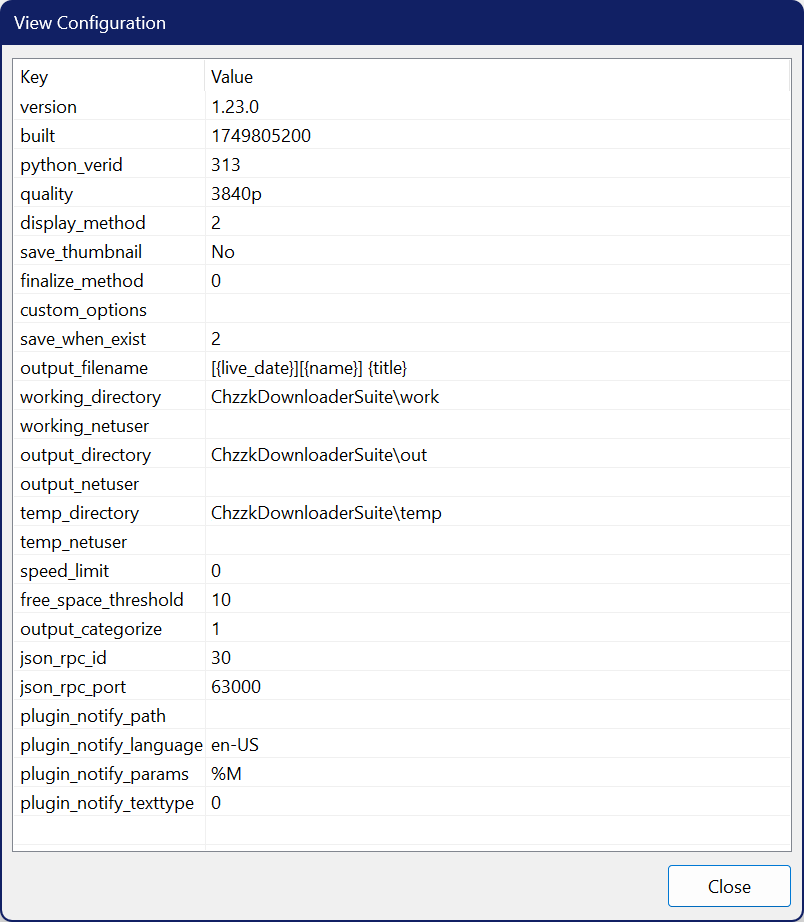 View Configuration
Key Value
version 1.23.0
built 1749805200
python_verid 313
quality 3840p
display_method 2
save_thumbnail No
finalize_method 0
custom_options
save_when_exist 2
output_filename [{live_date}][{name}] {title}
working_directory ChzzkDownloaderSuite\work
working_netuser
output_directory ChzzkDownloaderSuite\out
output_netuser
temp_directory ChzzkDownloaderSuite\temp
temp_netuser
speed_limit 0
free_space_threshold 10
output_categorize 1
json_rpc_id 30
json_rpc_port 63000
plugin_notify_path
plugin_notify_language en-US
plugin_notify_params %M
plugin_notify_texttype 0
Close